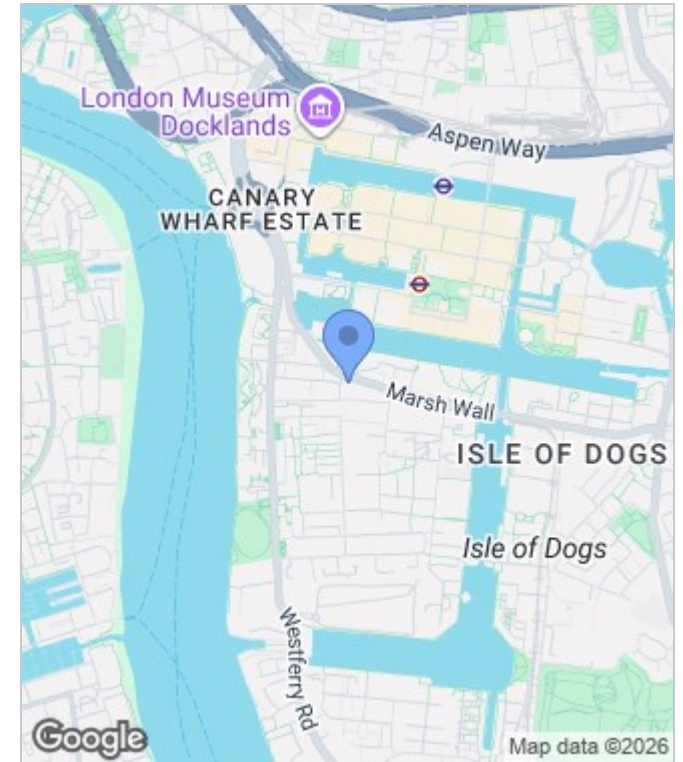 London Museum
Docklands
Aspen Way
CANARY
WHARF ESTATE
Marsh Wall
ISLE OF DOGS
Isle of Dogs
Westferry Rd
Google
Map data ©2026